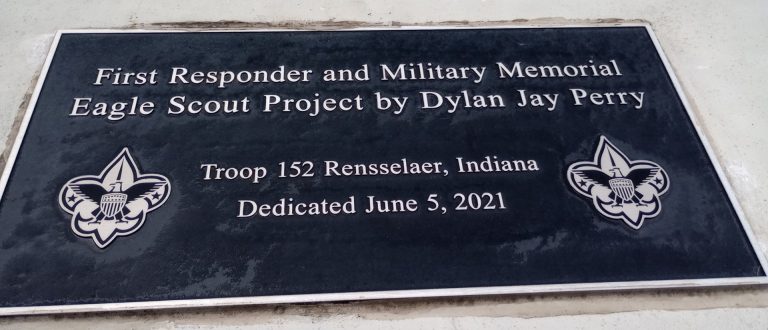 First Responder and Military Memorial
Eagle Scout Project by Dylan Jay Perry
Troop 152 Rensselaer, Indiana
Dedicated June 5, 2021